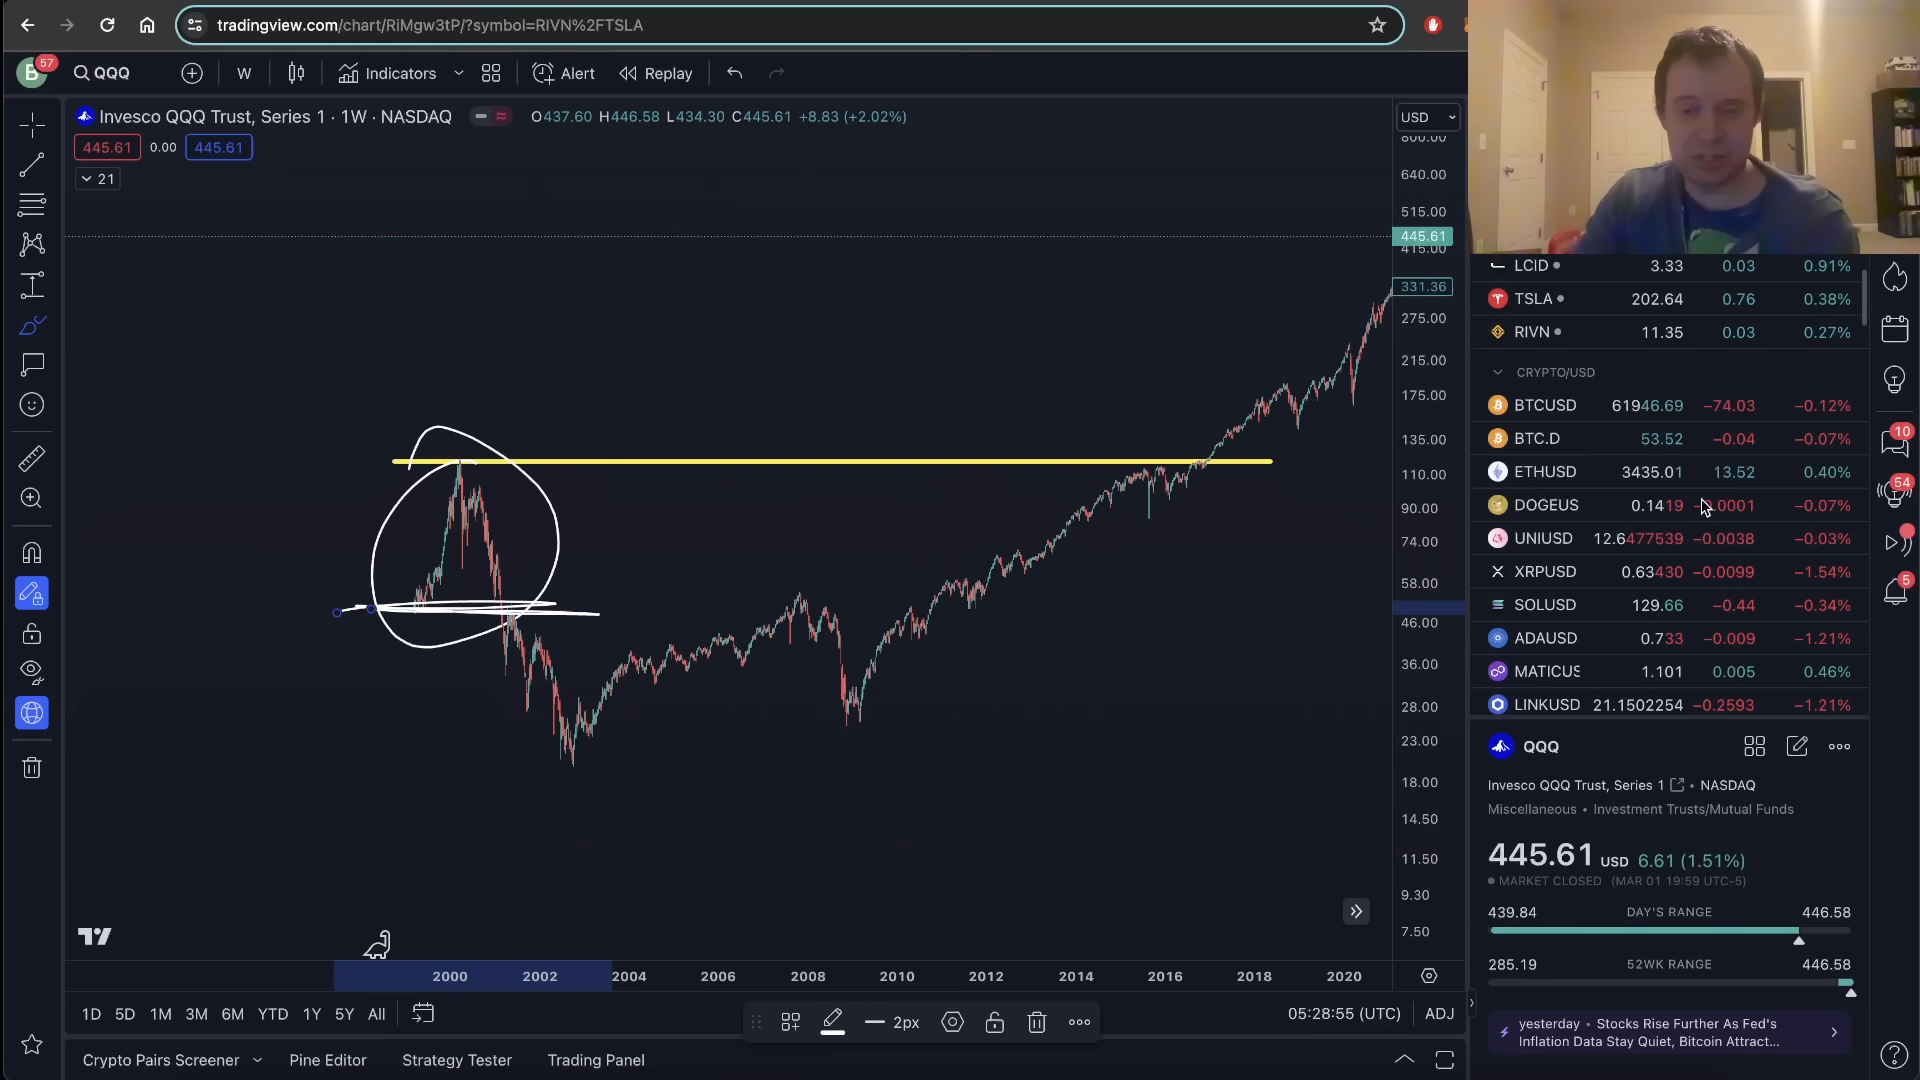 tradingview.com/chart/RiMgw3tP/?symbol=RIVN%2FTSLA
B 57 QQQ W Indicators Alert Replay
Invesco QQQ Trust, Series 1 · 1W · NASDAQ O437.60 H446.58 L434.30 C445.61 +8.83 (+2.02%) USD
445.61 0.00 445.61
21
800.00
640.00
515.00
445.61
415.00
331.36
275.00
215.00
175.00
135.00
110.00
90.00
74.00
58.00
46.00
36.00
28.00
23.00
18.00
14.50
11.50
9.30
7.50
2000 2002 2004 2006 2008 2010 2012 2014 2016 2018 2020
1D 5D 1M 3M 6M YTD 1Y 5Y All 2px 05:28:55 (UTC) ADJ
Crypto Pairs Screener Pine Editor Strategy Tester Trading Panel
LCID 3.33 0.03 0.91%
TSLA 202.64 0.76 0.38%
RIVN 11.35 0.03 0.27%
CRYPTO/USD
BTCUSD 61946.69 −74.03 −0.12%
BTC.D 53.52 −0.04 −0.07%
ETHUSD 3435.01 13.52 0.40%
DOGEUS 0.1419 −0.0001 −0.07%
UNIUSD 12.6477539 −0.0038 −0.03%
XRPUSD 0.63430 −0.0099 −1.54%
SOLUSD 129.66 −0.44 −0.34%
ADAUSD 0.733 −0.009 −1.21%
MATICUS 1.101 0.005 0.46%
LINKUSD 21.1502254 −0.2593 −1.21%
QQQ
Invesco QQQ Trust, Series 1 • NASDAQ
Miscellaneous • Investment Trusts/Mutual Funds
445.61 USD 6.61 (1.51%)
MARKET CLOSED (MAR 01 19:59 UTC-5)
439.84 DAY'S RANGE 446.58
285.19 52WK RANGE 446.58
yesterday • Stocks Rise Further As Fed's
Inflation Data Stay Quiet, Bitcoin Attract...
10
54
5